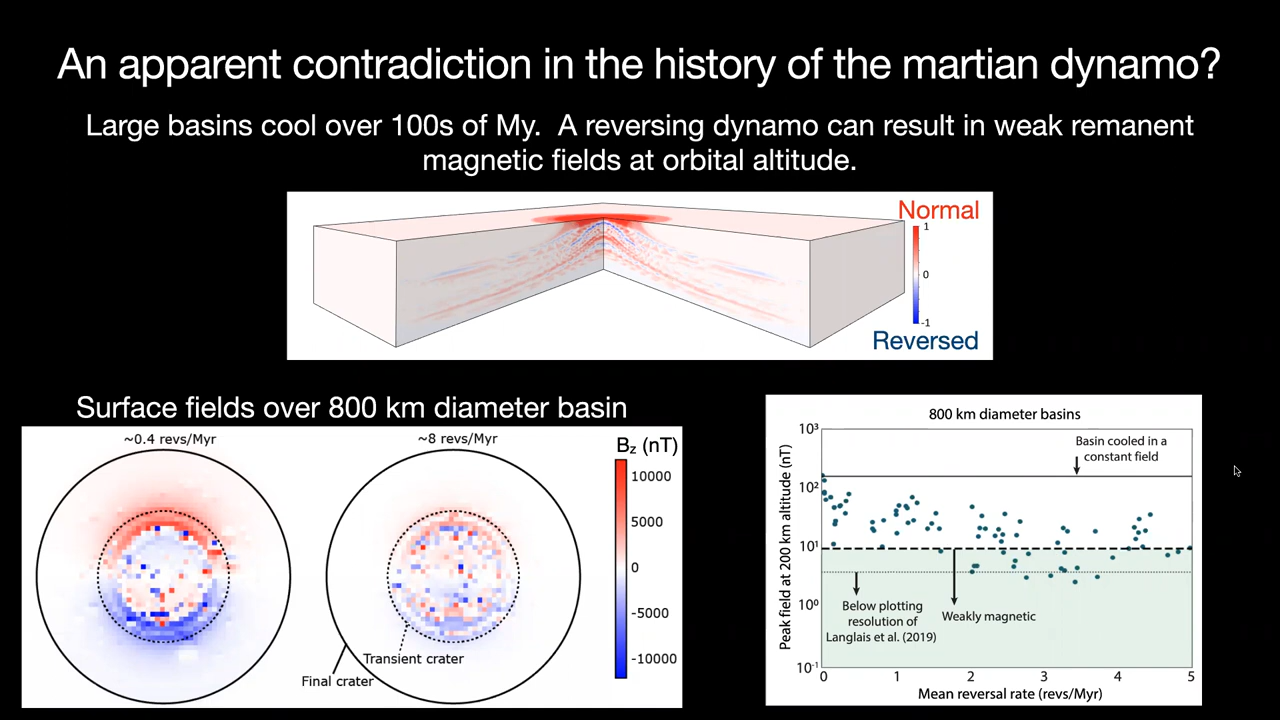 An apparent contradiction in the history of the martian dynamo?
Large basins cool over 100s of My.  A reversing dynamo can result in weak remanent
magnetic fields at orbital altitude.
Normal
1
0
-1
Reversed
Surface fields over 800 km diameter basin
~0.4 revs/Myr
~8 revs/Myr
Bz (nT)
10000
5000
0
-5000
-10000
Transient crater
Final crater
800 km diameter basins
Peak field at 200 km altitude (nT)
10³
10²
10¹
10⁰
10⁻¹
Basin cooled in a
constant field
Below plotting
resolution of
Langlais et al. (2019)
Weakly magnetic
0 1 2 3 4 5
Mean reversal rate (revs/Myr)